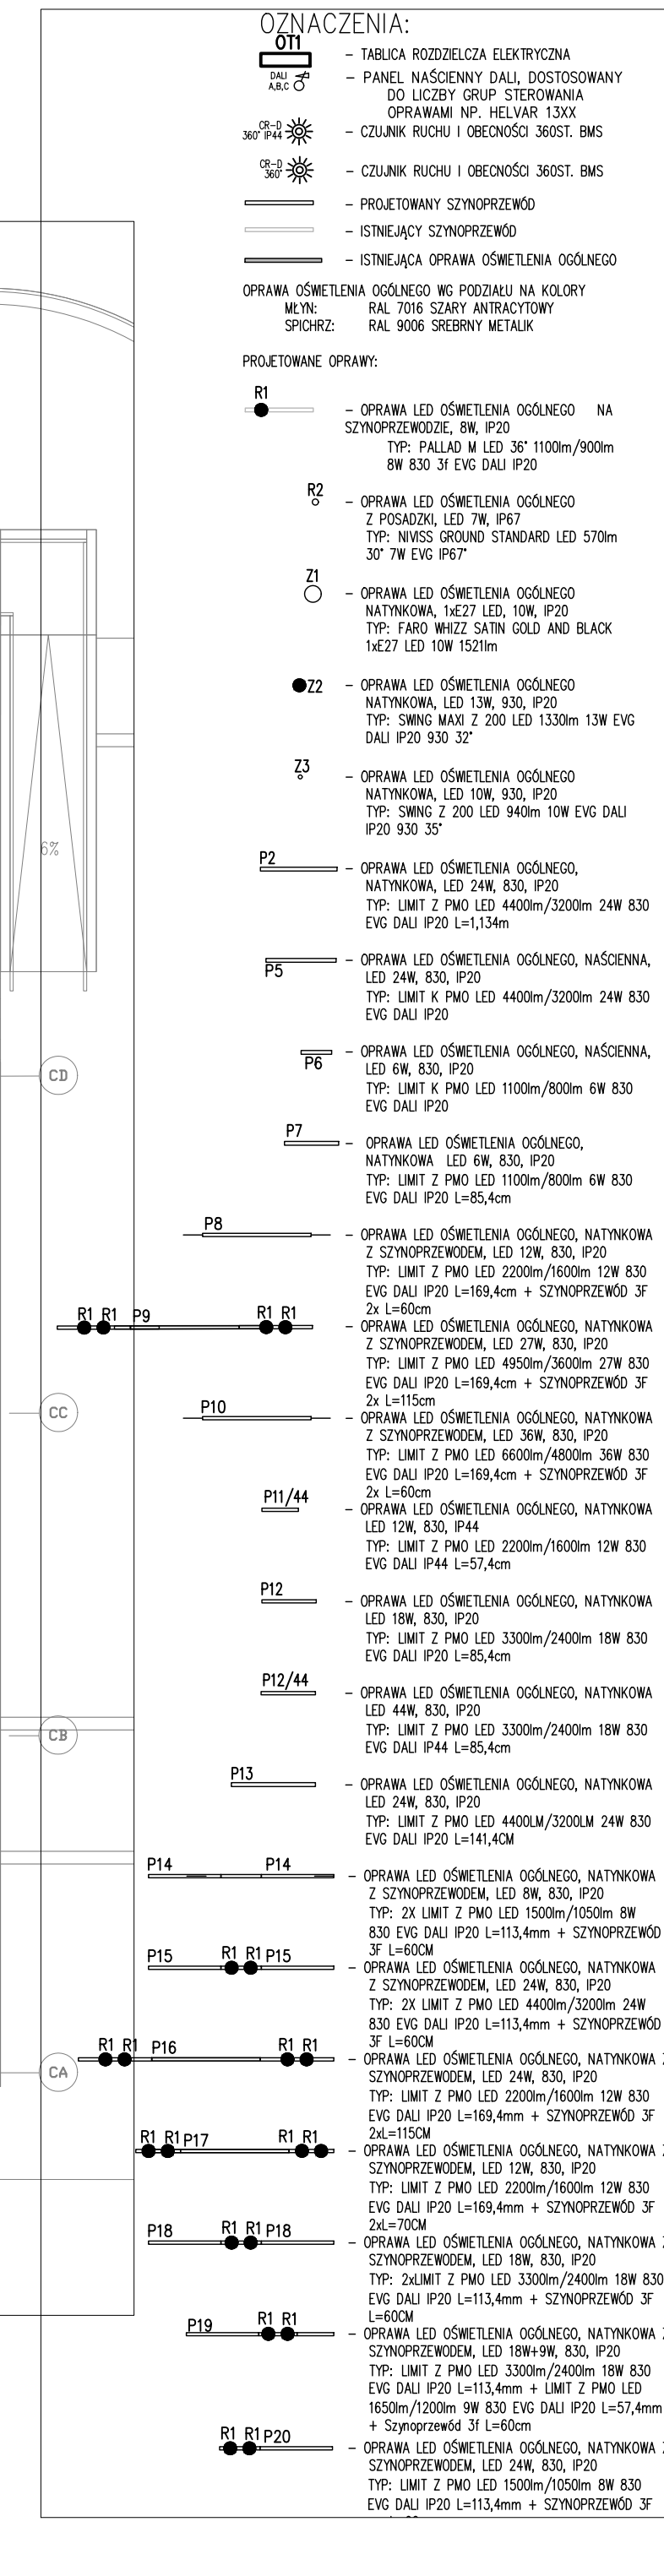 OZNACZENIA:
OT1
– TABLICA ROZDZIELCZA ELEKTRYCZNA
DALI
A,B,C
– PANEL NAŚCIENNY DALI, DOSTOSOWANY
DO LICZBY GRUP STEROWANIA
OPRAWAMI NP. HELVAR 13XX
CR–D
360° IP44
– CZUJNIK RUCHU I OBECNOŚCI 360ST. BMS
CR–D
360°
– CZUJNIK RUCHU I OBECNOŚCI 360ST. BMS
– PROJETOWANY SZYNOPRZEWÓD
– ISTNIEJĄCY SZYNOPRZEWÓD
– ISTNIEJĄCA OPRAWA OŚWIETLENIA OGÓLNEGO
OPRAWA OŚWIETLENIA OGÓLNEGO WG PODZIAŁU NA KOLORY
MŁYN: RAL 7016 SZARY ANTRACYTOWY
SPICHRZ: RAL 9006 SREBRNY METALIK
PROJETOWANE OPRAWY:
R1
– OPRAWA LED OŚWIETLENIA OGÓLNEGO NA
SZYNOPRZEWODZIE, 8W, IP20
TYP: PALLAD M LED 36° 1100lm/900lm
8W 830 3f EVG DALI IP20
R2
– OPRAWA LED OŚWIETLENIA OGÓLNEGO
Z POSADZKI, LED 7W, IP67
TYP: NIVISS GROUND STANDARD LED 570lm
30° 7W EVG IP67°
Z1
– OPRAWA LED OŚWIETLENIA OGÓLNEGO
NATYNKOWA, 1xE27 LED, 10W, IP20
TYP: FARO WHIZZ SATIN GOLD AND BLACK
1xE27 LED 10W 1521lm
Z2
– OPRAWA LED OŚWIETLENIA OGÓLNEGO
NATYNKOWA, LED 13W, 930, IP20
TYP: SWING MAXI Z 200 LED 1330lm 13W EVG
DALI IP20 930 32°
Z3
– OPRAWA LED OŚWIETLENIA OGÓLNEGO
NATYNKOWA, LED 10W, 930, IP20
TYP: SWING Z 200 LED 940lm 10W EVG DALI
IP20 930 35°
6%
P2
– OPRAWA LED OŚWIETLENIA OGÓLNEGO,
NATYNKOWA, LED 24W, 830, IP20
TYP: LIMIT Z PMO LED 4400lm/3200lm 24W 830
EVG DALI IP20 L=1,134m
P5
– OPRAWA LED OŚWIETLENIA OGÓLNEGO, NAŚCIENNA,
LED 24W, 830, IP20
TYP: LIMIT K PMO LED 4400lm/3200lm 24W 830
EVG DALI IP20
P6
– OPRAWA LED OŚWIETLENIA OGÓLNEGO, NAŚCIENNA,
LED 6W, 830, IP20
TYP: LIMIT K PMO LED 1100lm/800lm 6W 830
EVG DALI IP20
CD
P7
– OPRAWA LED OŚWIETLENIA OGÓLNEGO,
NATYNKOWA LED 6W, 830, IP20
TYP: LIMIT Z PMO LED 1100lm/800lm 6W 830
EVG DALI IP20 L=85,4cm
P8
– OPRAWA LED OŚWIETLENIA OGÓLNEGO, NATYNKOWA
Z SZYNOPRZEWODEM, LED 12W, 830, IP20
TYP: LIMIT Z PMO LED 2200lm/1600lm 12W 830
EVG DALI IP20 L=169,4cm + SZYNOPRZEWÓD 3F
2x L=60cm
R1 R1 P9 R1 R1
– OPRAWA LED OŚWIETLENIA OGÓLNEGO, NATYNKOWA
Z SZYNOPRZEWODEM, LED 27W, 830, IP20
TYP: LIMIT Z PMO LED 4950lm/3600lm 27W 830
EVG DALI IP20 L=169,4cm + SZYNOPRZEWÓD 3F
2x L=115cm
CC
P10
– OPRAWA LED OŚWIETLENIA OGÓLNEGO, NATYNKOWA
Z SZYNOPRZEWODEM, LED 36W, 830, IP20
TYP: LIMIT Z PMO LED 6600lm/4800lm 36W 830
EVG DALI IP20 L=169,4cm + SZYNOPRZEWÓD 3F
2x L=60cm
P11/44
– OPRAWA LED OŚWIETLENIA OGÓLNEGO, NATYNKOWA
LED 12W, 830, IP44
TYP: LIMIT Z PMO LED 2200lm/1600lm 12W 830
EVG DALI IP44 L=57,4cm
P12
– OPRAWA LED OŚWIETLENIA OGÓLNEGO, NATYNKOWA
LED 18W, 830, IP20
TYP: LIMIT Z PMO LED 3300lm/2400lm 18W 830
EVG DALI IP20 L=85,4cm
P12/44
– OPRAWA LED OŚWIETLENIA OGÓLNEGO, NATYNKOWA
LED 44W, 830, IP20
TYP: LIMIT Z PMO LED 3300lm/2400lm 18W 830
EVG DALI IP44 L=85,4cm
CB
P13
– OPRAWA LED OŚWIETLENIA OGÓLNEGO, NATYNKOWA
LED 24W, 830, IP20
TYP: LIMIT Z PMO LED 4400LM/3200LM 24W 830
EVG DALI IP20 L=141,4CM
P14 P14
– OPRAWA LED OŚWIETLENIA OGÓLNEGO, NATYNKOWA
Z SZYNOPRZEWODEM, LED 8W, 830, IP20
TYP: 2X LIMIT Z PMO LED 1500lm/1050lm 8W
830 EVG DALI IP20 L=113,4mm + SZYNOPRZEWÓD
3F L=60CM
P15 R1 R1 P15
– OPRAWA LED OŚWIETLENIA OGÓLNEGO, NATYNKOWA
Z SZYNOPRZEWODEM, LED 24W, 830, IP20
TYP: 2X LIMIT Z PMO LED 4400lm/3200lm 24W
830 EVG DALI IP20 L=113,4mm + SZYNOPRZEWÓD
3F L=60CM
R1 R1 P16 R1 R1
– OPRAWA LED OŚWIETLENIA OGÓLNEGO, NATYNKOWA Z
SZYNOPRZEWODEM, LED 24W, 830, IP20
TYP: LIMIT Z PMO LED 2200lm/1600lm 12W 830
EVG DALI IP20 L=169,4mm + SZYNOPRZEWÓD 3F
2xL=115CM
CA
R1 R1 P17 R1 R1
– OPRAWA LED OŚWIETLENIA OGÓLNEGO, NATYNKOWA Z
SZYNOPRZEWODEM, LED 12W, 830, IP20
TYP: LIMIT Z PMO LED 2200lm/1600lm 12W 830
EVG DALI IP20 L=169,4mm + SZYNOPRZEWÓD 3F
2xL=70CM
P18 R1 R1 P18
– OPRAWA LED OŚWIETLENIA OGÓLNEGO, NATYNKOWA Z
SZYNOPRZEWODEM, LED 18W, 830, IP20
TYP: 2xLIMIT Z PMO LED 3300lm/2400lm 18W 830
EVG DALI IP20 L=113,4mm + SZYNOPRZEWÓD 3F
L=60CM
P19 R1 R1
– OPRAWA LED OŚWIETLENIA OGÓLNEGO, NATYNKOWA Z
SZYNOPRZEWODEM, LED 18W+9W, 830, IP20
TYP: LIMIT Z PMO LED 3300lm/2400lm 18W 830
EVG DALI IP20 L=113,4mm + LIMIT Z PMO LED
1650lm/1200lm 9W 830 EVG DALI IP20 L=57,4mm
+ Szynoprzewód 3f L=60cm
R1 R1 P20
– OPRAWA LED OŚWIETLENIA OGÓLNEGO, NATYNKOWA Z
SZYNOPRZEWODEM, LED 24W, 830, IP20
TYP: LIMIT Z PMO LED 1500lm/1050lm 8W 830
EVG DALI IP20 L=113,4mm + SZYNOPRZEWÓD 3F